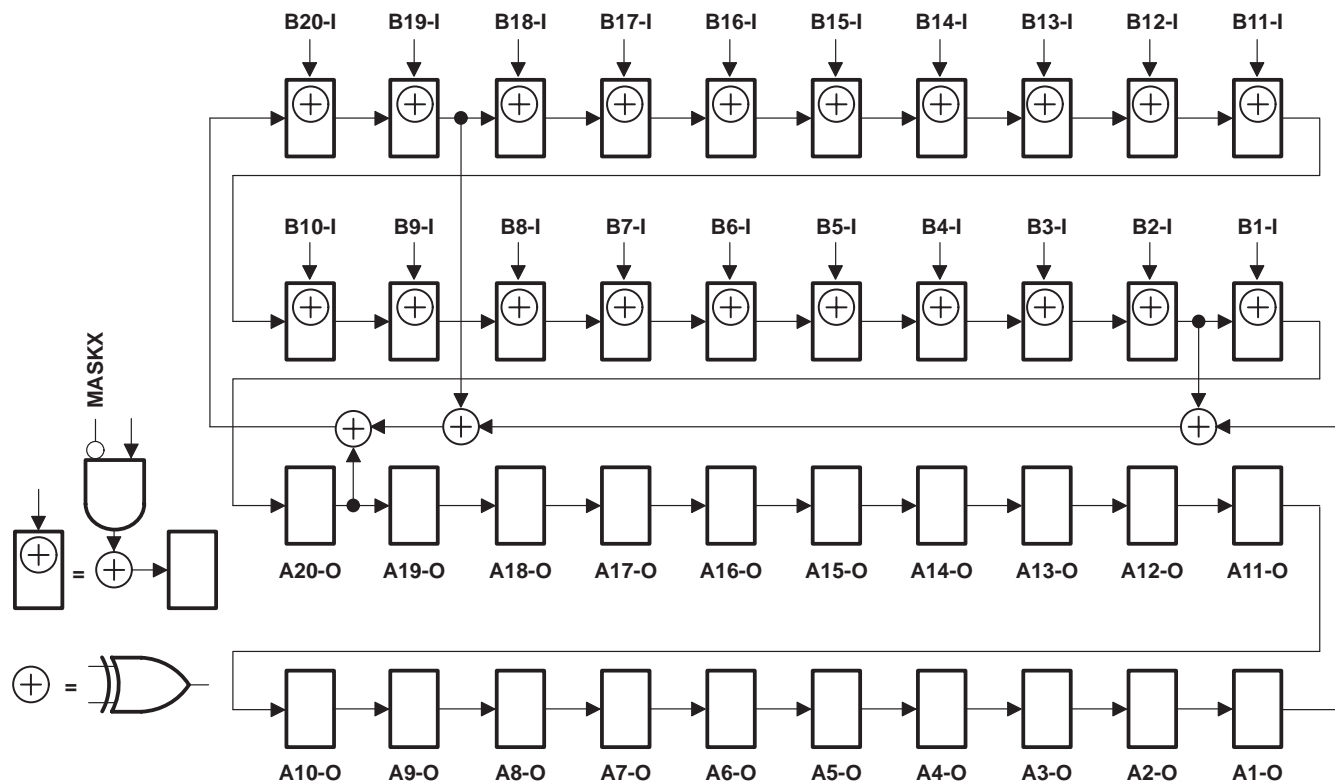 B20-I B19-I B18-I B17-I B16-I B15-I B14-I B13-I B12-I B11-I
B10-I B9-I B8-I B7-I B6-I B5-I B4-I B3-I B2-I B1-I
MASKX
A20-O A19-O A18-O A17-O A16-O A15-O A14-O A13-O A12-O A11-O
=
=
A10-O A9-O A8-O A7-O A6-O A5-O A4-O A3-O A2-O A1-O